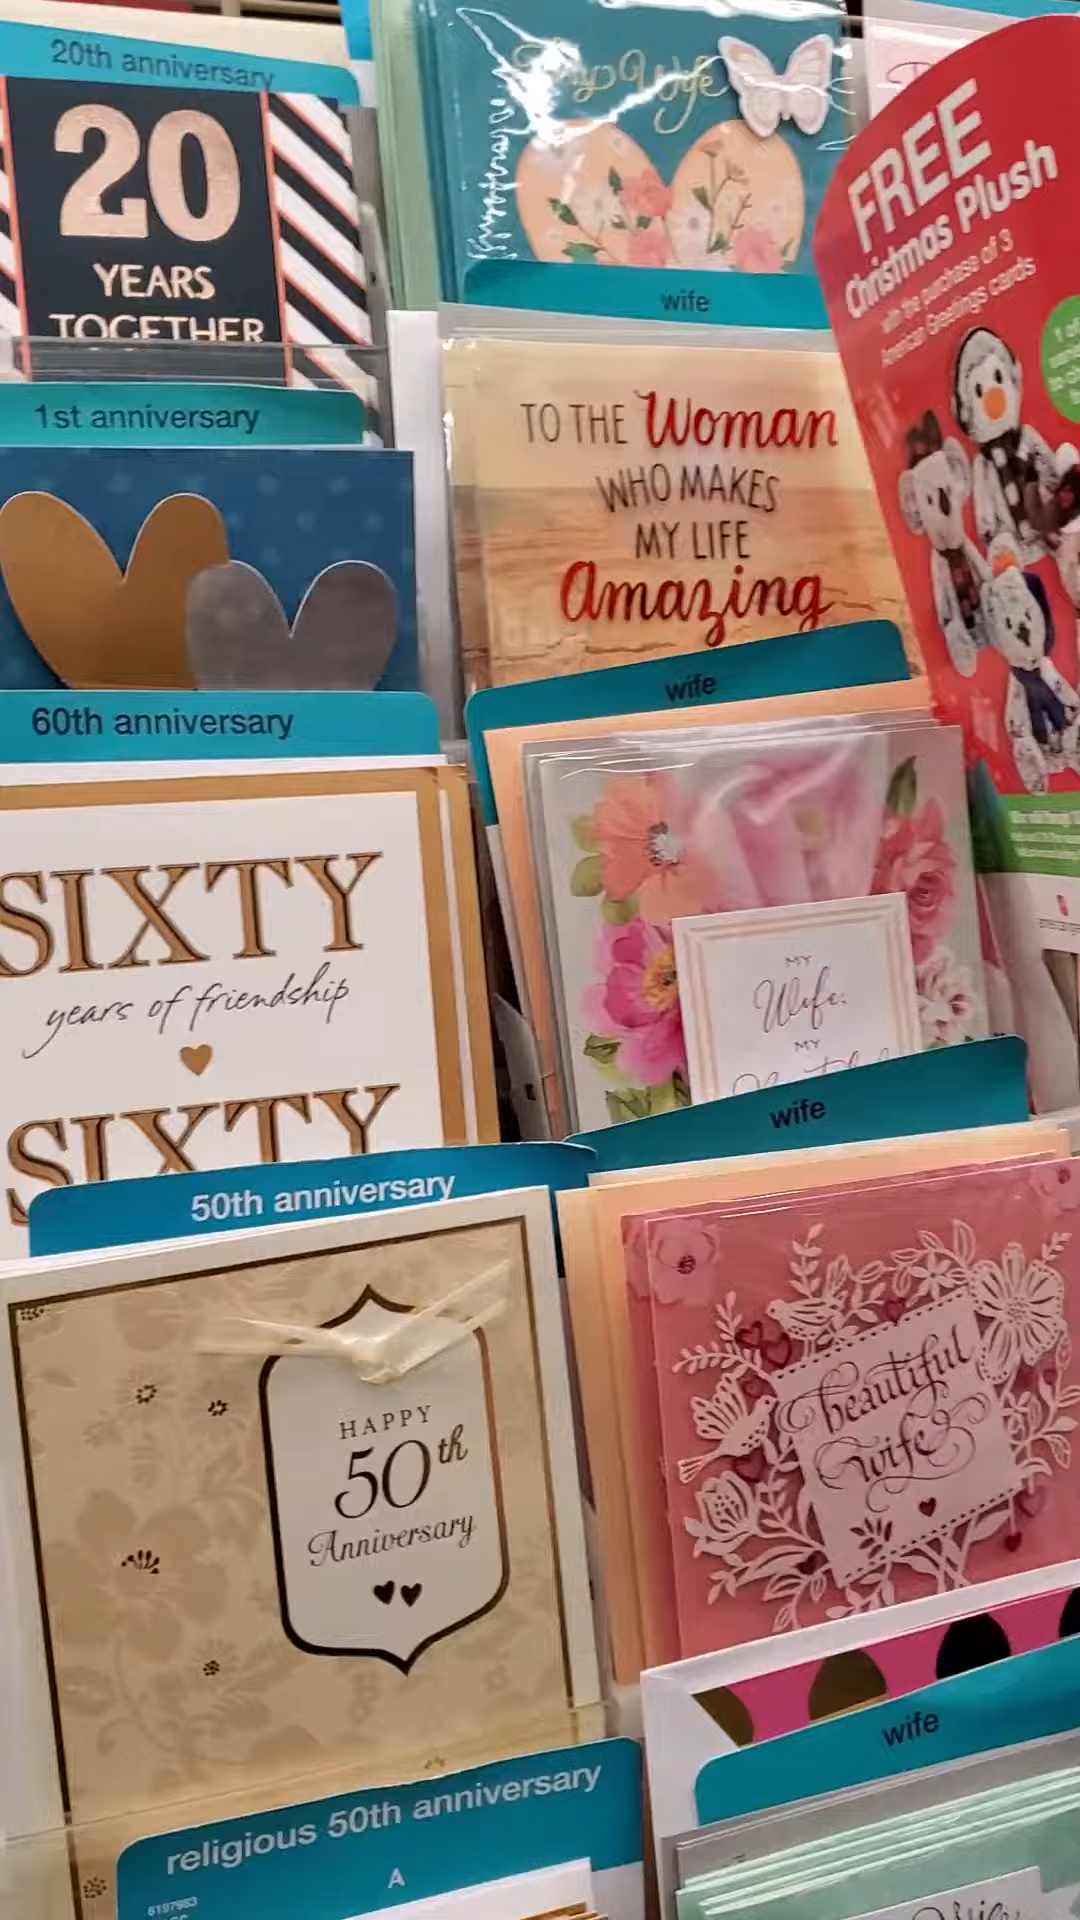 20th anniversary
20
YEARS
TOGETHER
1st anniversary
60th anniversary
SIXTY
years of friendship
SIXTY
50th anniversary
HAPPY
50th
Anniversary
religious 50th anniversary
A
Wife
wife
TO THE Woman
WHO MAKES
MY LIFE
Amazing
wife
MY
Wife,
MY
wife
beautiful
wife
wife
FREE
Christmas Plush
with the purchase of 3
American Greetings cards